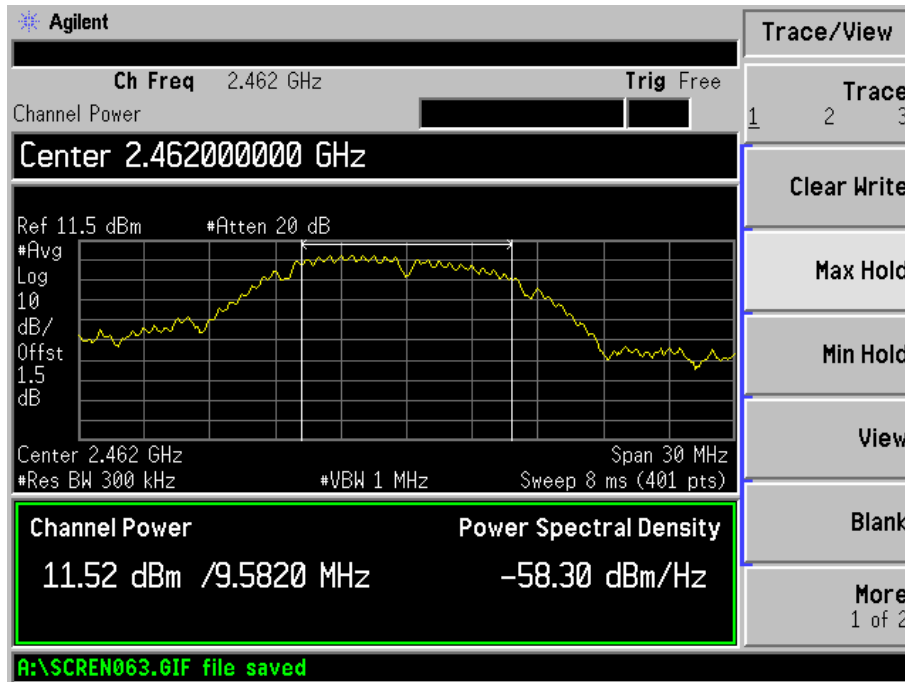 Agilent
Trace/View
Ch Freq 2.462 GHz Trig Free
Channel Power
Trace
1 2 3
Center 2.462000000 GHz
Clear Write
Ref 11.5 dBm #Atten 20 dB
#Avg
Log
10
dB/
Offst
1.5
dB
Max Hold
Min Hold
Center 2.462 GHz Span 30 MHz
#Res BW 300 kHz #VBW 1 MHz Sweep 8 ms (401 pts)
View
Channel Power Power Spectral Density
11.52 dBm /9.5820 MHz -58.30 dBm/Hz
Blank
More
1 of 2
A:\SCREN063.GIF file saved